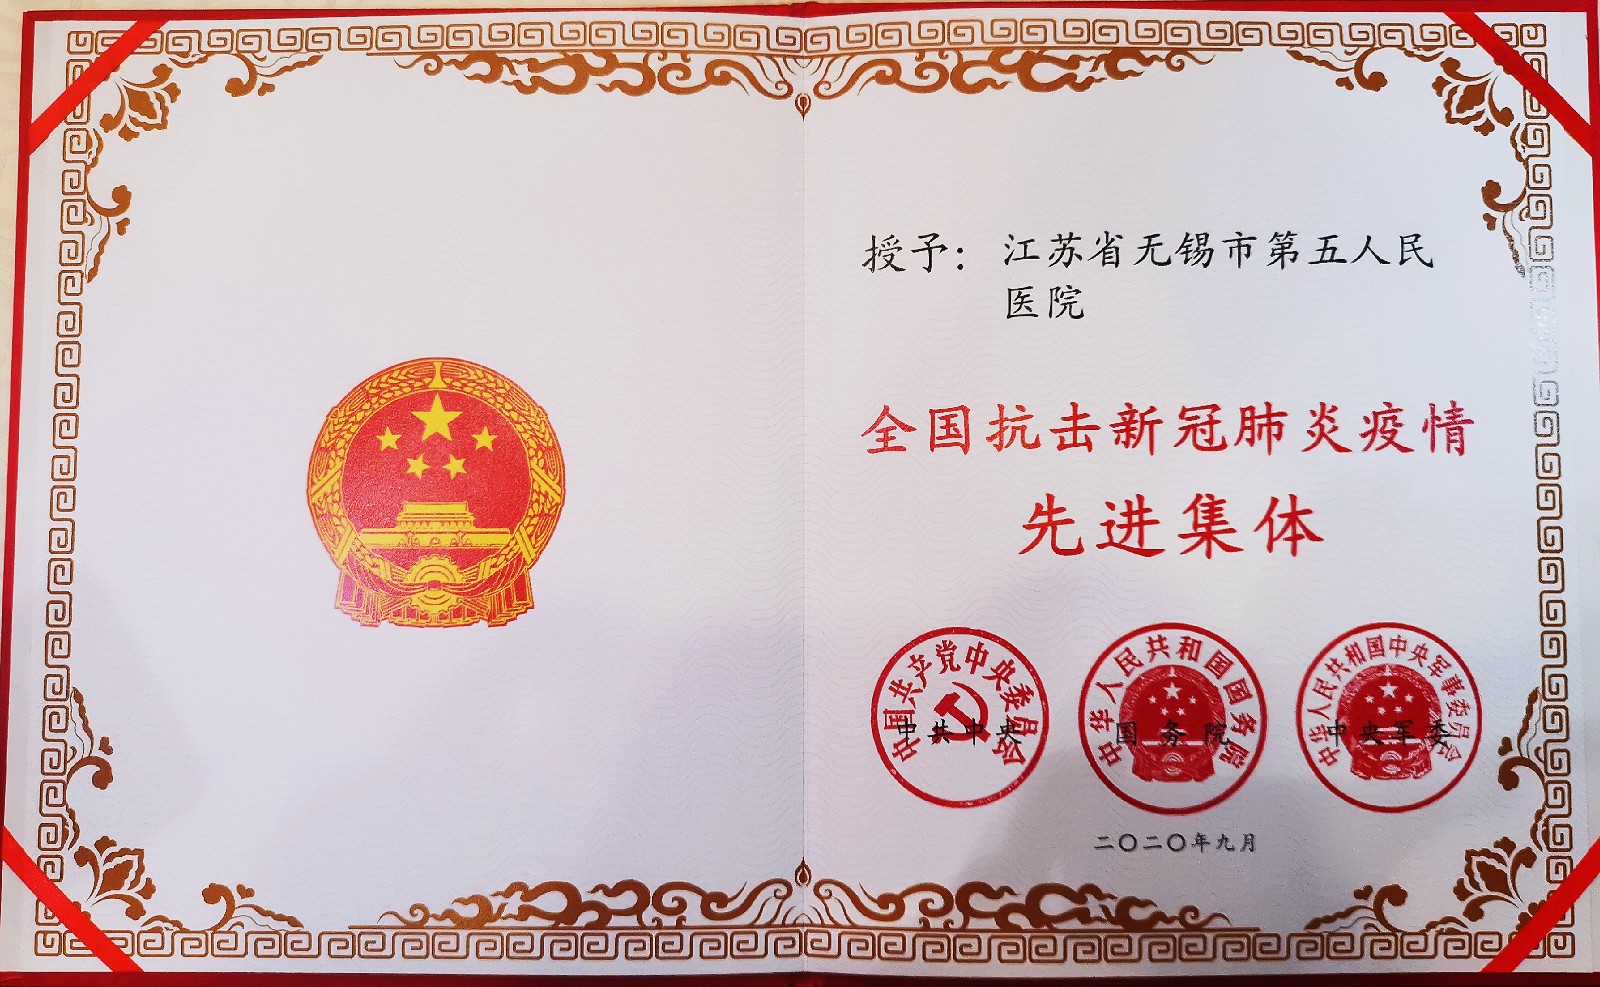 授予：江苏省无锡市第五人民
医院
全国抗击新冠肺炎疫情
先进集体
中国共产党中央委员会
中共中央
中华人民共和国国务院
国务院
中华人民共和国中央军事委员会
中央军委
二〇二〇年九月